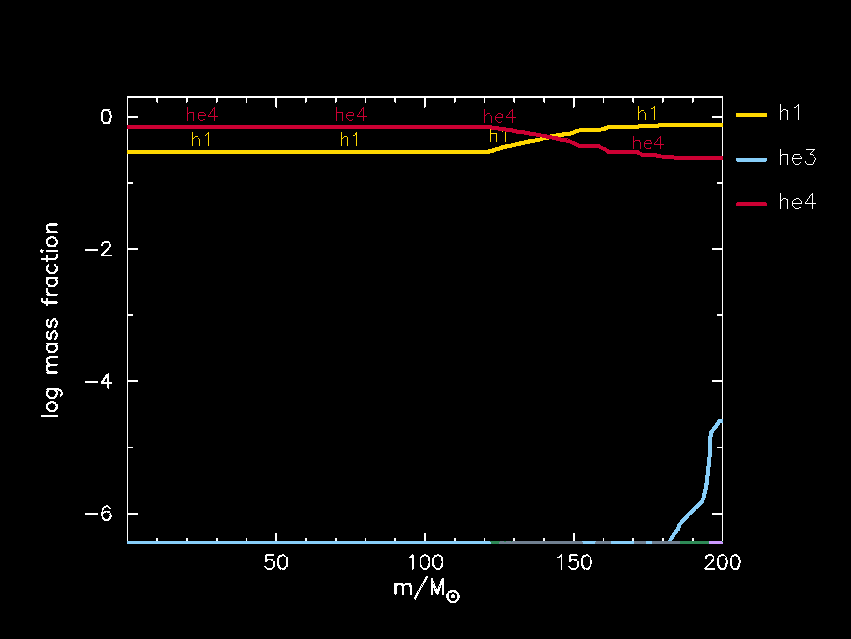 he4 he4 he4 h1
h1 h1 h1 he4
h1
he3
he4
0
−2
−4
−6
log mass fraction
50 100 150 200
m/M☉